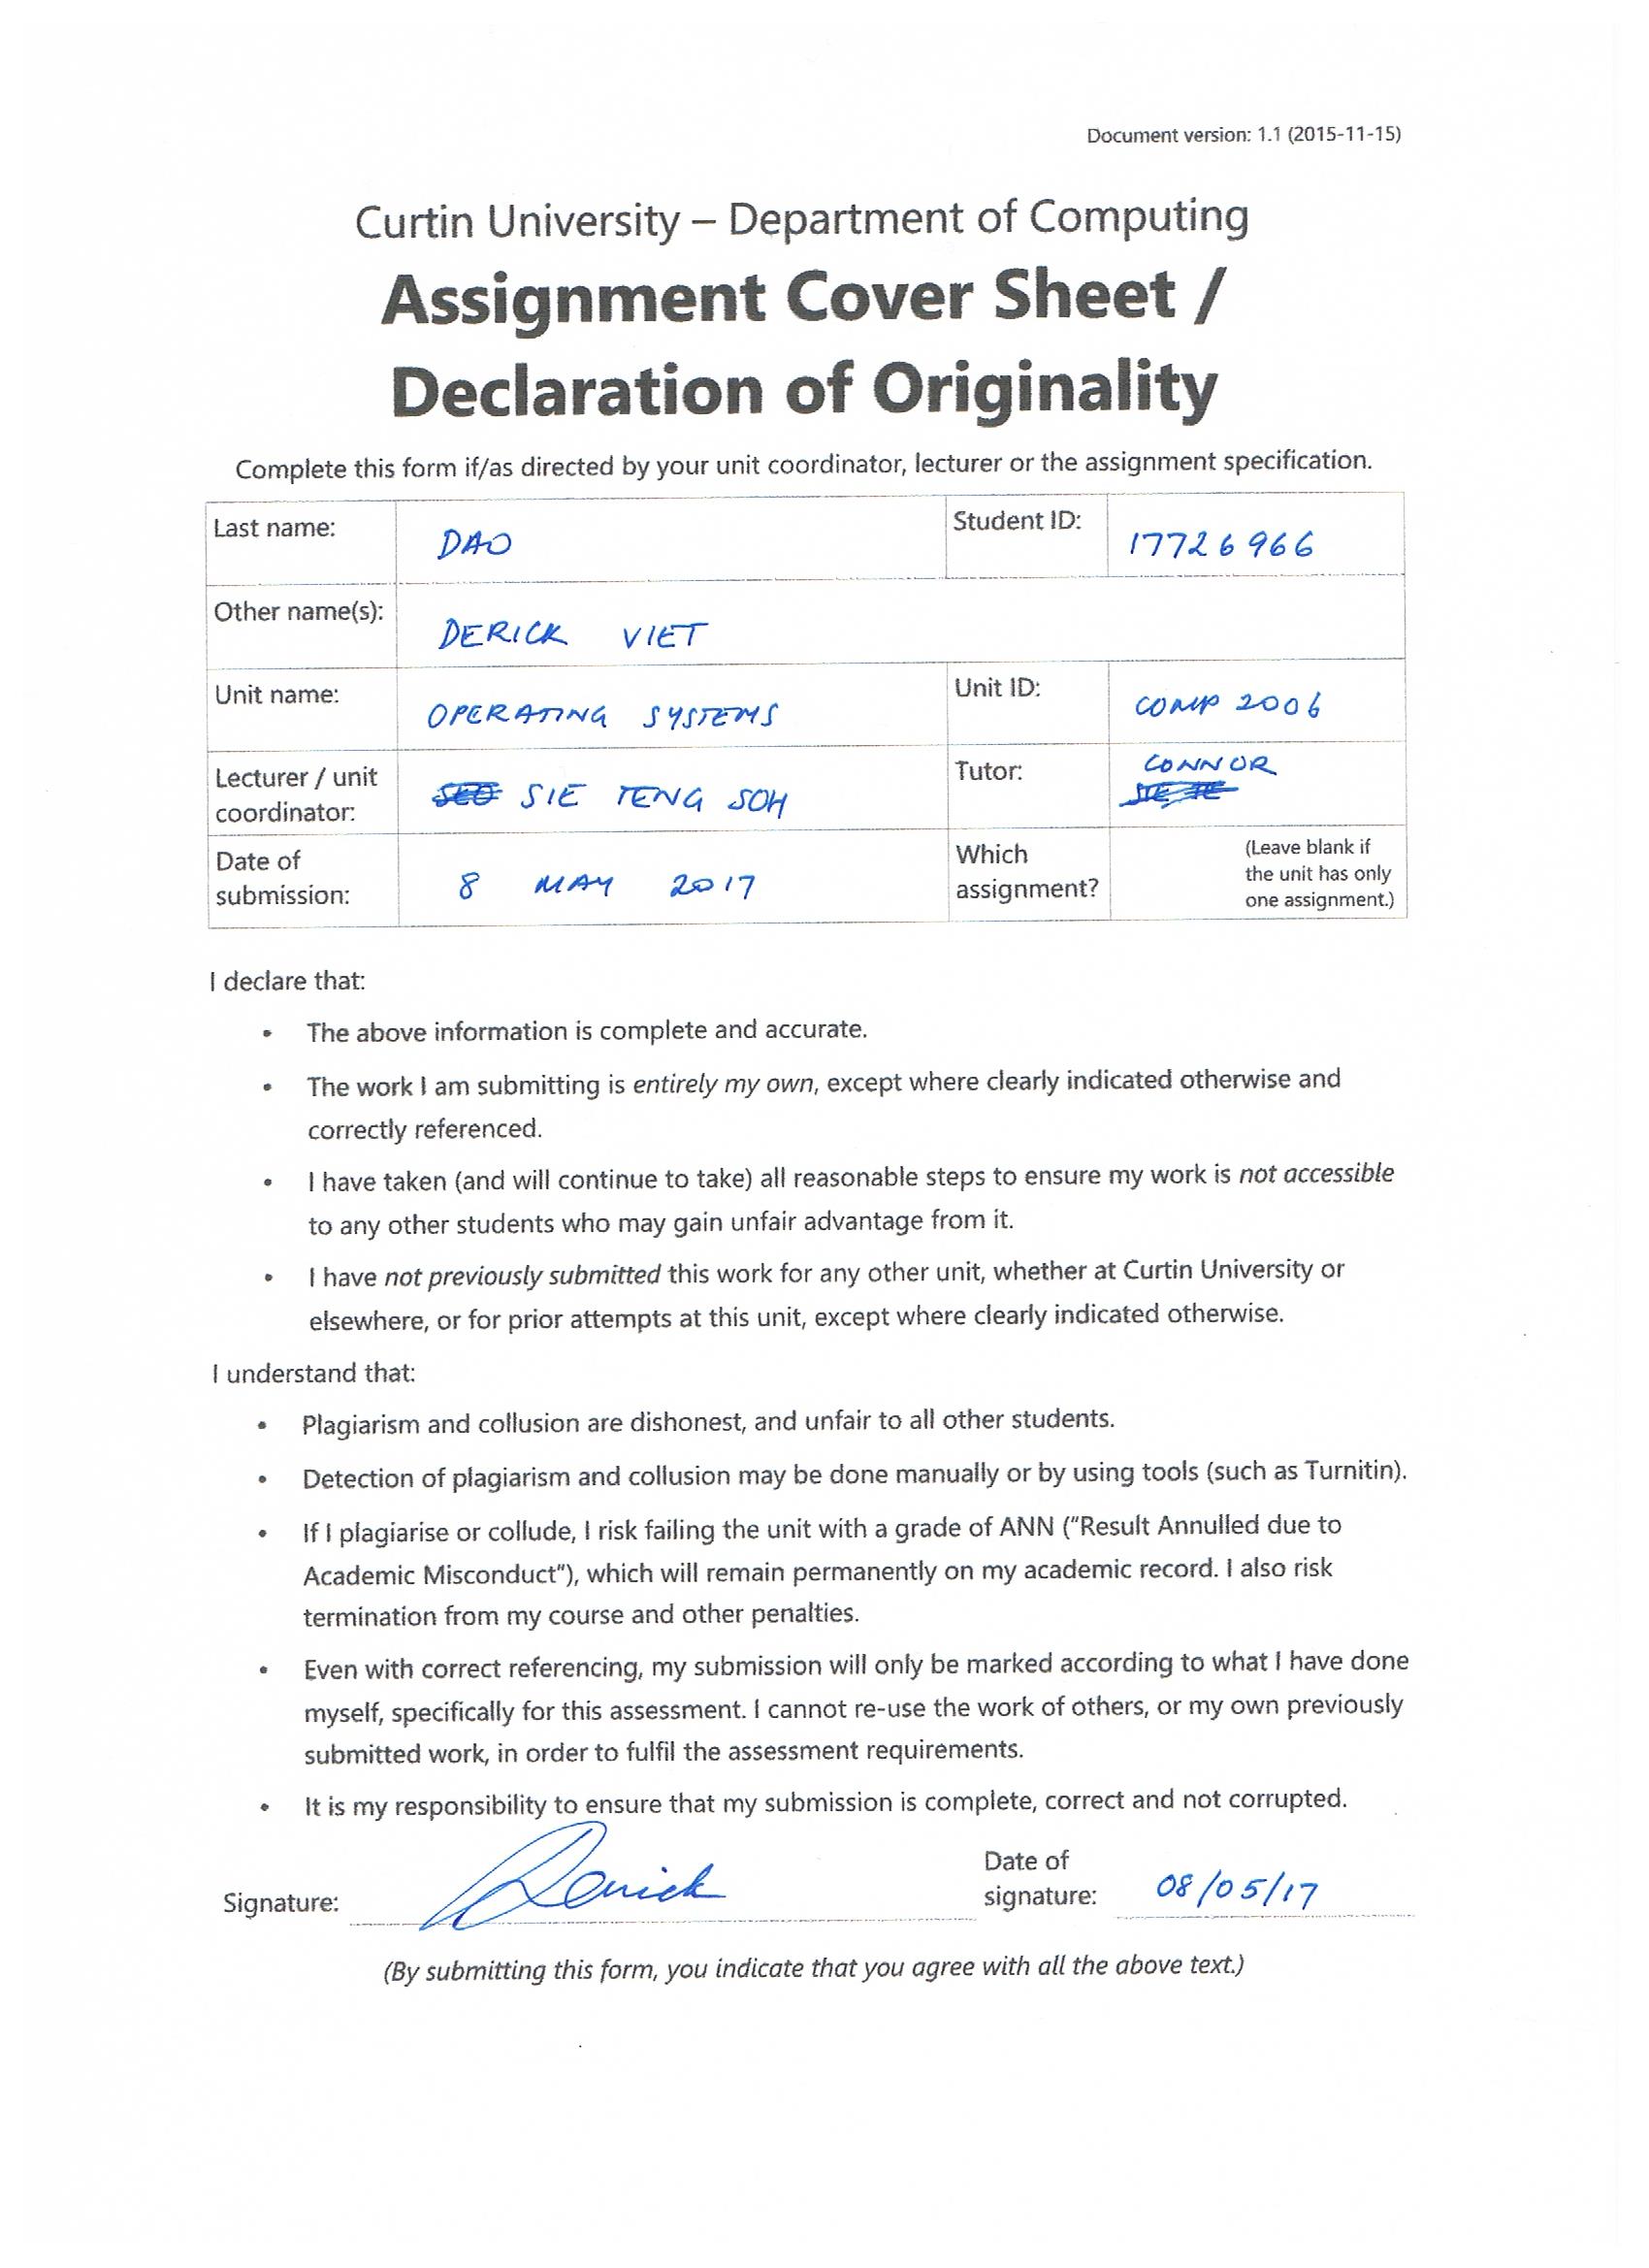 Document version: 1.1 (2015-11-15)
Curtin University – Department of Computing
Assignment Cover Sheet /
Declaration of Originality
Complete this form if/as directed by your unit coordinator, lecturer or the assignment specification.
Last name: DAO Student ID: 17726966
Other name(s): DERICK VIET
Unit name: OPERATING SYSTEMS Unit ID: COMP 2006
Lecturer / unit coordinator: SIE TENG SOH Tutor: CONNOR
Date of submission: 8 MAY 2017 Which assignment? (Leave blank if the unit has only one assignment.)
I declare that:
• The above information is complete and accurate.
• The work I am submitting is entirely my own, except where clearly indicated otherwise and
correctly referenced.
• I have taken (and will continue to take) all reasonable steps to ensure my work is not accessible
to any other students who may gain unfair advantage from it.
• I have not previously submitted this work for any other unit, whether at Curtin University or
elsewhere, or for prior attempts at this unit, except where clearly indicated otherwise.
I understand that:
• Plagiarism and collusion are dishonest, and unfair to all other students.
• Detection of plagiarism and collusion may be done manually or by using tools (such as Turnitin).
• If I plagiarise or collude, I risk failing the unit with a grade of ANN ("Result Annulled due to
Academic Misconduct"), which will remain permanently on my academic record. I also risk
termination from my course and other penalties.
• Even with correct referencing, my submission will only be marked according to what I have done
myself, specifically for this assessment. I cannot re-use the work of others, or my own previously
submitted work, in order to fulfil the assessment requirements.
• It is my responsibility to ensure that my submission is complete, correct and not corrupted.
Signature: Derick Date of signature: 08/05/17
(By submitting this form, you indicate that you agree with all the above text.)